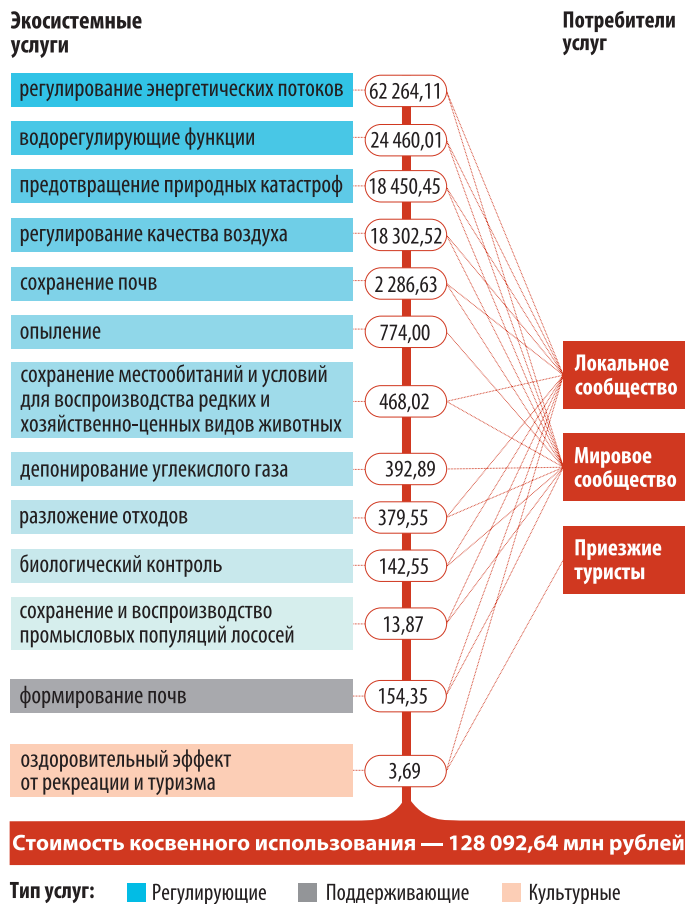 Экосистемные
услуги
Потребители
услуг
регулирование энергетических потоков
62 264,11
водорегулирующие функции
24 460,01
предотвращение природных катастроф
18 450,45
регулирование качества воздуха
18 302,52
сохранение почв
2 286,63
опыление
774,00
сохранение местообитаний и условий
для воспроизводства редких и
хозяйственно-ценных видов животных
468,02
депонирование углекислого газа
392,89
разложение отходов
379,55
биологический контроль
142,55
сохранение и воспроизводство
промысловых популяций лососей
13,87
формирование почв
154,35
оздоровительный эффект
от рекреации и туризма
3,69
Локальное
сообщество
Мировое
сообщество
Приезжие
туристы
Стоимость косвенного использования — 128 092,64 млн рублей
Тип услуг: Регулирующие Поддерживающие Культурные